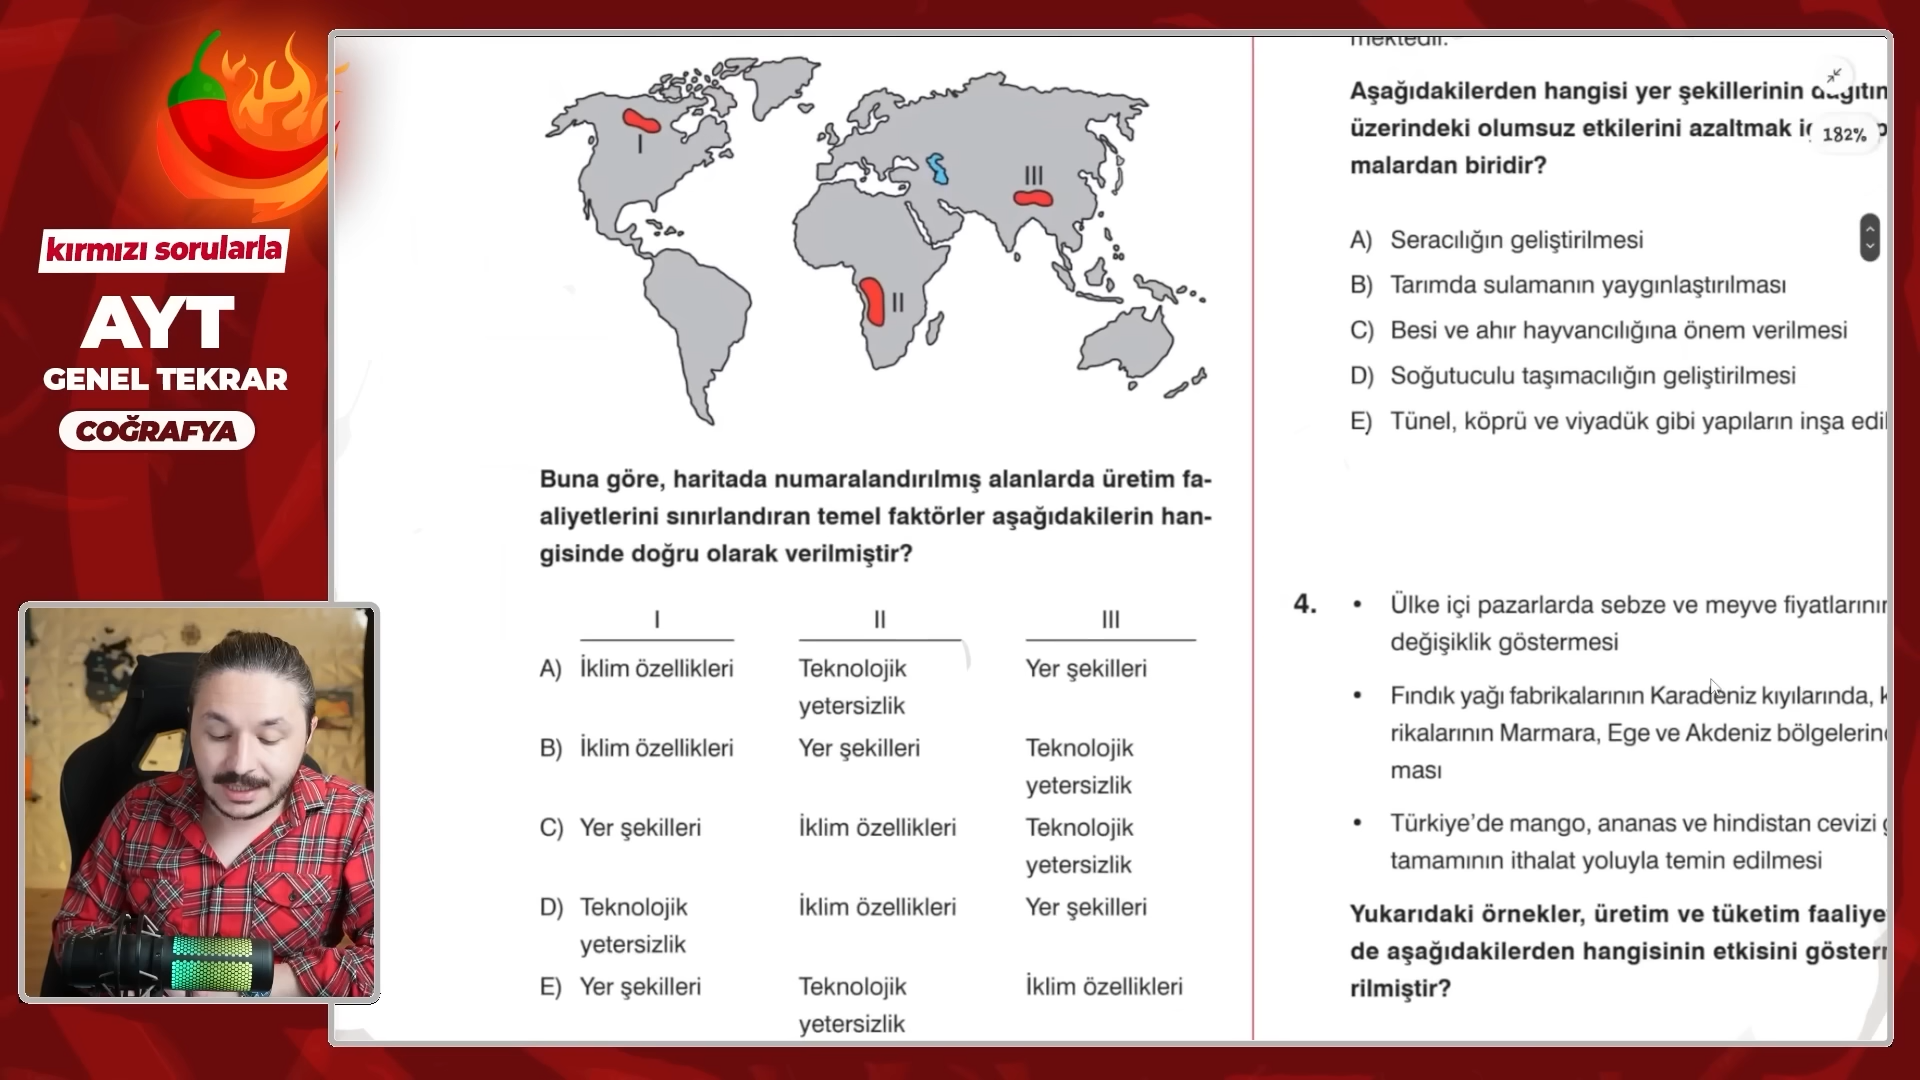 kırmızı sorularla
AYT
GENEL TEKRAR
COĞRAFYA
I
II
III
Buna göre, haritada numaralandırılmış alanlarda üretim fa-
aliyetlerini sınırlandıran temel faktörler aşağıdakilerin han-
gisinde doğru olarak verilmiştir?
I II III
A) İklim özellikleri Teknolojik yetersizlik Yer şekilleri
B) İklim özellikleri Yer şekilleri Teknolojik yetersizlik
C) Yer şekilleri İklim özellikleri Teknolojik yetersizlik
D) Teknolojik yetersizlik İklim özellikleri Yer şekilleri
E) Yer şekilleri Teknolojik yetersizlik İklim özellikleri
Aşağıdakilerden hangisi yer şekillerinin
üzerindeki olumsuz etkilerini azaltmak
malardan biridir?
182%
A) Seracılığın geliştirilmesi
B) Tarımda sulamanın yaygınlaştırılması
C) Besi ve ahır hayvancılığına önem verilmesi
D) Soğutuculu taşımacılığın geliştirilmesi
E) Tünel, köprü ve viyadük gibi yapıların inşa
4. • Ülke içi pazarlarda sebze ve meyve
değişiklik göstermesi
• Fındık yağı fabrikalarının Karadeniz kıyılarında,
rikalarının Marmara, Ege ve Akdeniz
ması
• Türkiye’de mango, ananas ve hindistan cevizi
tamamının ithalat yoluyla temin edilmesi
Yukarıdaki örnekler, üretim ve tüketim
de aşağıdakilerden hangisinin etkisini
rilmiştir?